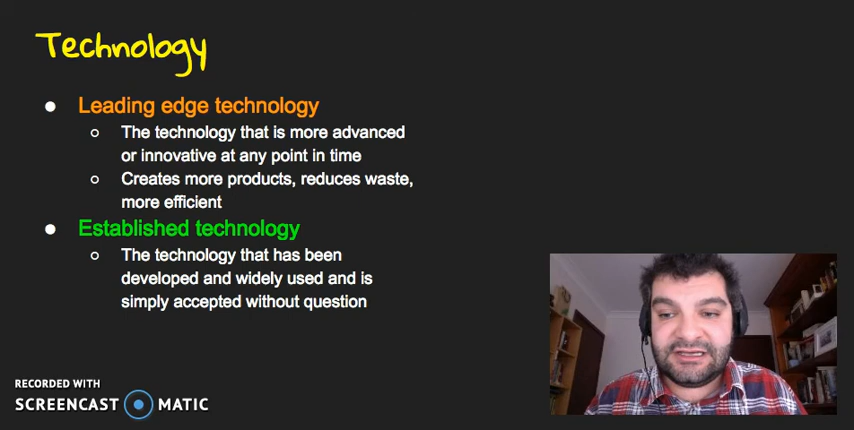 Technology
Leading edge technology
The technology that is more advanced
or innovative at any point in time
Creates more products, reduces waste,
more efficient
Established technology
The technology that has been
developed and widely used and is
simply accepted without question
RECORDED WITH
SCREENCAST MATIC